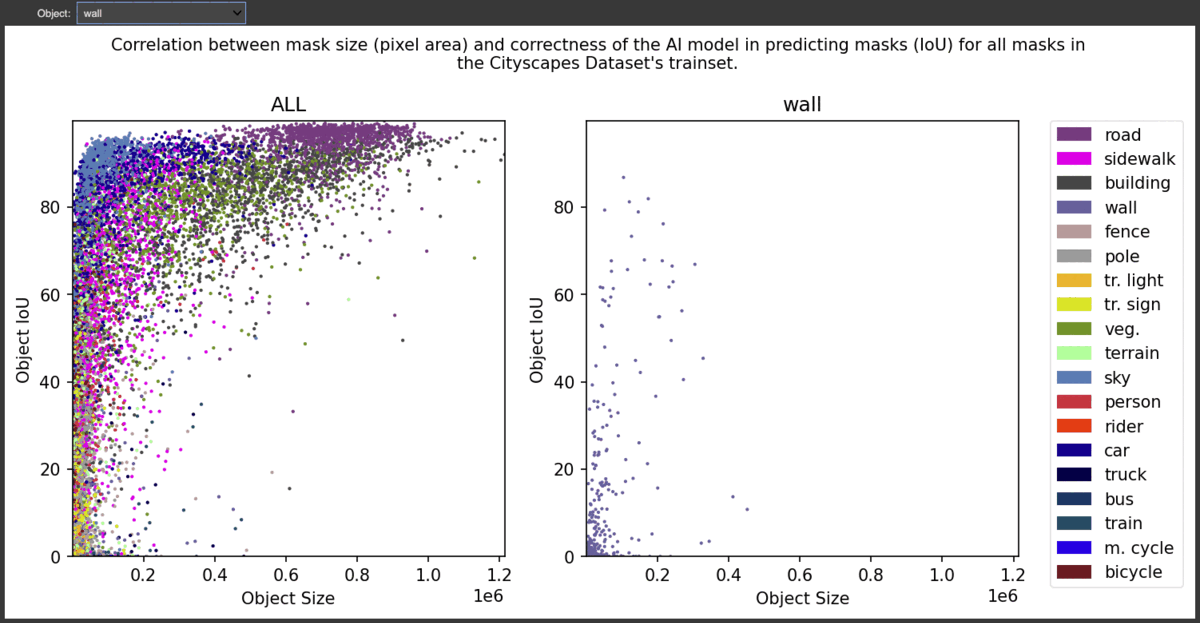 Object: wall
Correlation between mask size (pixel area) and correctness of the AI model in predicting masks (IoU) for all masks in
the Cityscapes Dataset's trainset.
ALL
Object IoU
80
60
40
20
0
0.2 0.4 0.6 0.8 1.0 1.2
1e6
Object Size
wall
Object IoU
80
60
40
20
0
0.2 0.4 0.6 0.8 1.0 1.2
1e6
Object Size
road
sidewalk
building
wall
fence
pole
tr. light
tr. sign
veg.
terrain
sky
person
rider
car
truck
bus
train
m. cycle
bicycle